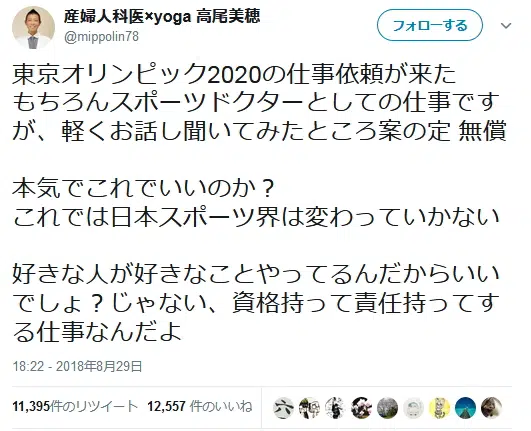 産婦人科医×yoga 高尾美穂
@mippolin78
フォローする
東京オリンピック2020の仕事依頼が来た
もちろんスポーツドクターとしての仕事です
が、軽くお話し聞いてみたところ案の定 無償
本気でこれでいいのか？
これでは日本スポーツ界は変わっていかない
好きな人が好きなことやってるんだからいい
でしょ？じゃない、資格持って責任持ってす
る仕事なんだよ
18:22 - 2018年8月29日
11,395件のリツイート 12,557 件のいいね